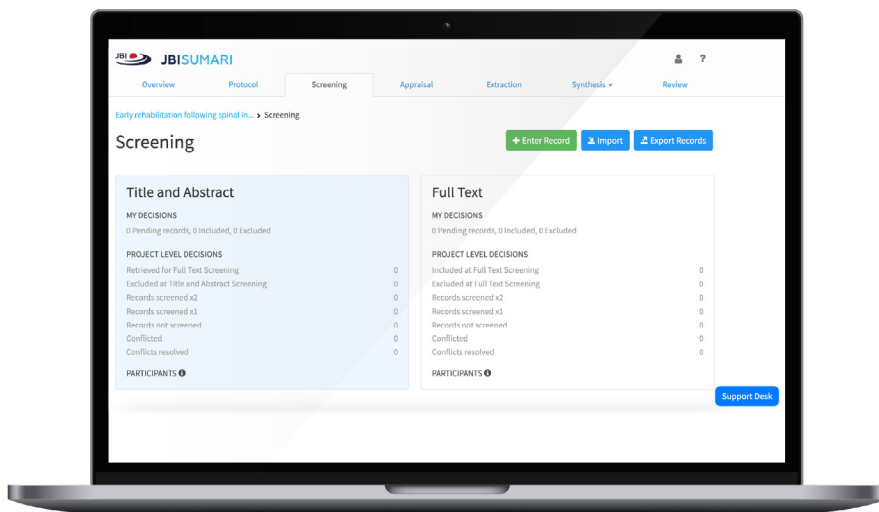 JBI JBISUMARI ?
Overview Protocol Screening Appraisal Extraction Synthesis Review
Early rehabilitation following spinal in... › Screening
Screening
+ Enter Record Import Export Records
Title and Abstract
MY DECISIONS
0 Pending records, 0 Included, 0 Excluded
PROJECT LEVEL DECISIONS
Retrieved for Full Text Screening 0
Excluded at Title and Abstract Screening 0
Records screened x2 0
Records screened x1 0
Records not screened 0
Conflicted 0
Conflicts resolved 0
PARTICIPANTS
Full Text
MY DECISIONS
0 Pending records, 0 Included, 0 Excluded
PROJECT LEVEL DECISIONS
Included at Full Text Screening 0
Excluded at Full Text Screening 0
Records screened x2 0
Records screened x1 0
Records not screened 0
Conflicted 0
Conflicts resolved 0
PARTICIPANTS
Support Desk